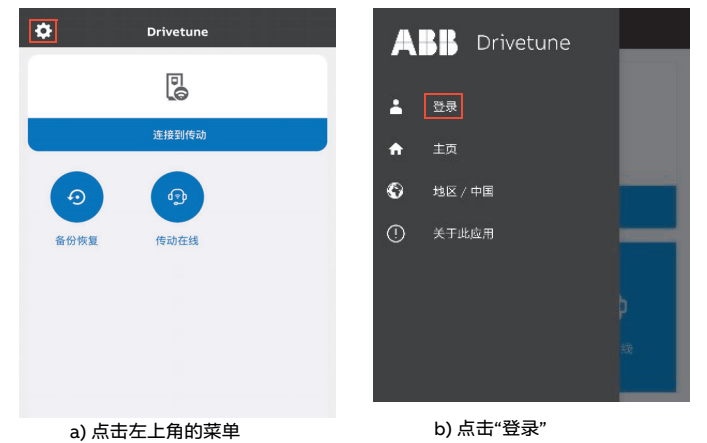 Drivetune
连接到传动
备份恢复
传动在线
a) 点击左上角的菜单
ABB Drivetune
登录
主页
地区 / 中国
关于此应用
线
b) 点击“登录”